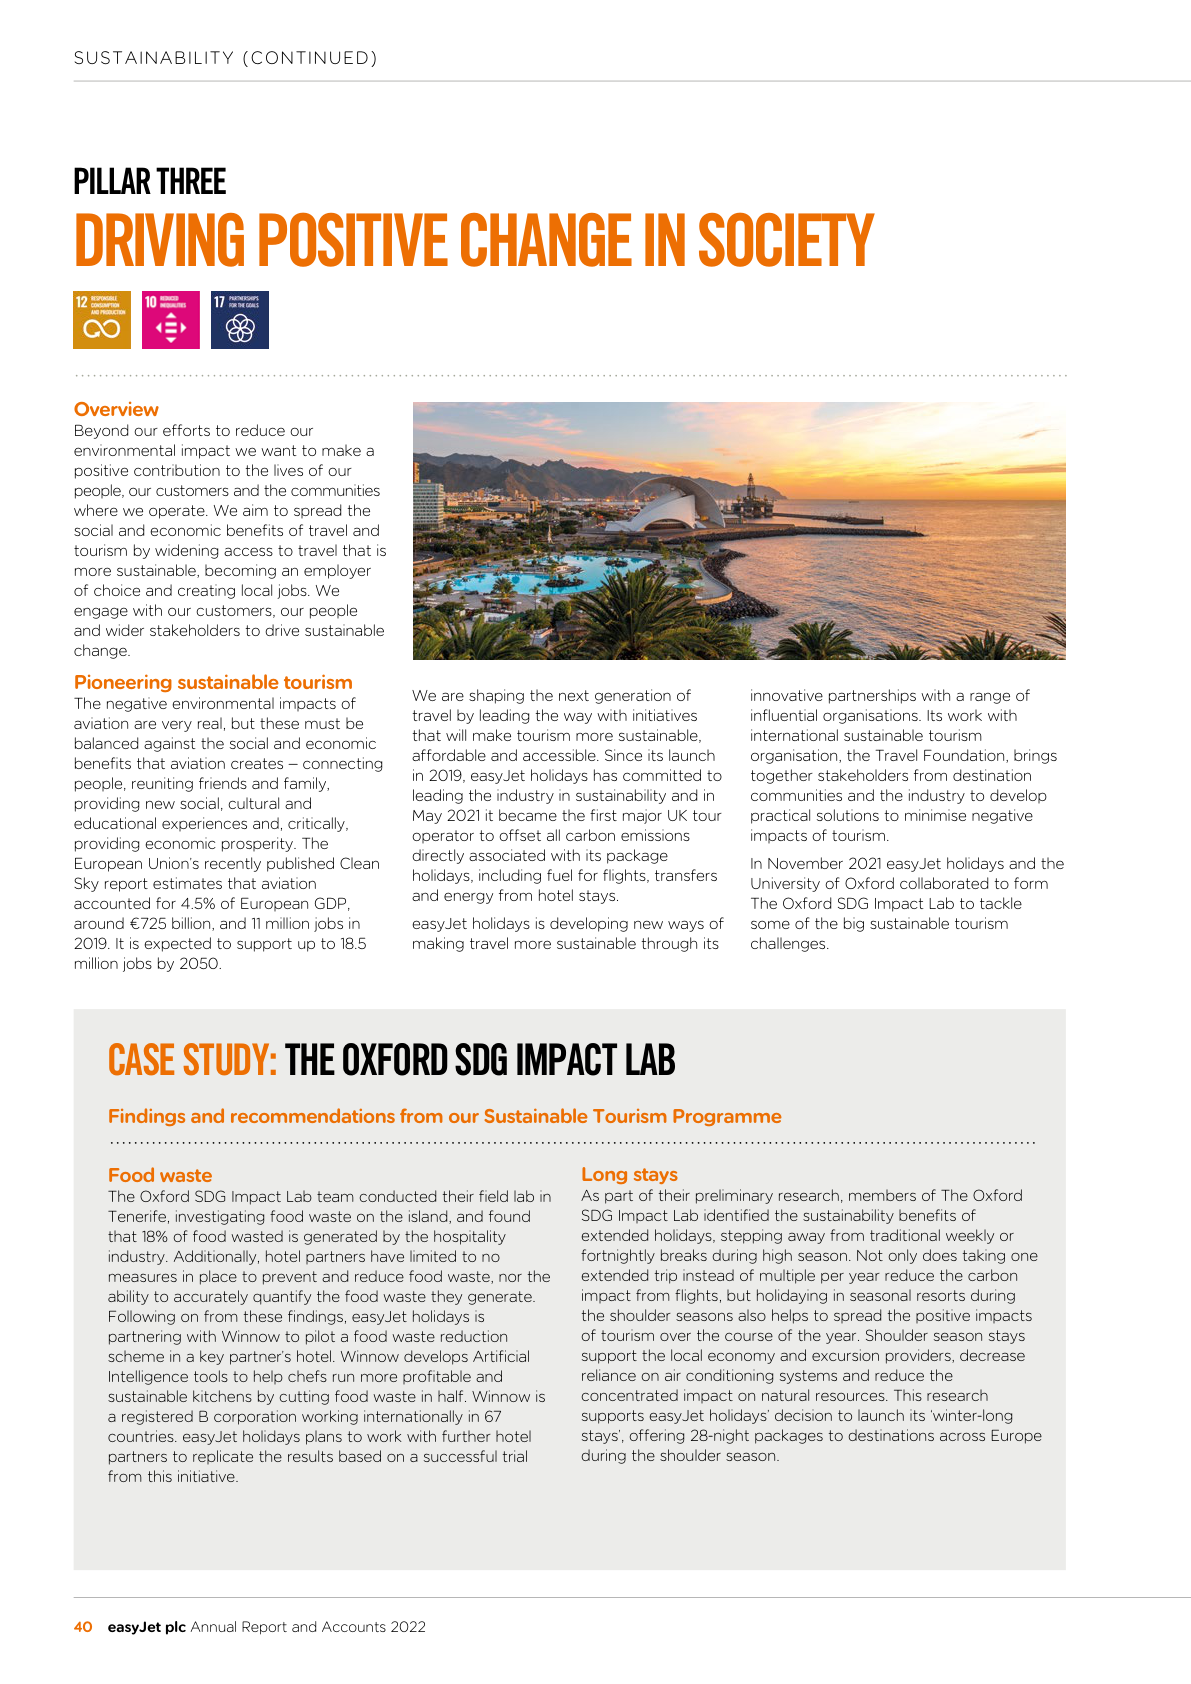 SUSTAINABILITY (CONTINUED)
PILLAR THREE
DRIVING POSITIVE CHANGE IN SOCIETY
12 RESPONSIBLE
CONSUMPTION
AND PRODUCTION
10 REDUCED
INEQUALITIES
17 PARTNERSHIPS
FOR THE GOALS
Overview
Beyond our efforts to reduce our
environmental impact we want to make a
positive contribution to the lives of our
people, our customers and the communities
where we operate. We aim to spread the
social and economic benefits of travel and
tourism by widening access to travel that is
more sustainable, becoming an employer
of choice and creating local jobs. We
engage with our customers, our people
and wider stakeholders to drive sustainable
change.
Pioneering sustainable tourism
The negative environmental impacts of
aviation are very real, but these must be
balanced against the social and economic
benefits that aviation creates – connecting
people, reuniting friends and family,
providing new social, cultural and
educational experiences and, critically,
providing economic prosperity. The
European Union's recently published Clean
Sky report estimates that aviation
accounted for 4.5% of European GDP,
around €725 billion, and 11 million jobs in
2019. It is expected to support up to 18.5
million jobs by 2050.
We are shaping the next generation of
travel by leading the way with initiatives
that will make tourism more sustainable,
affordable and accessible. Since its launch
in 2019, easyJet holidays has committed to
leading the industry in sustainability and in
May 2021 it became the first major UK tour
operator to offset all carbon emissions
directly associated with its package
holidays, including fuel for flights, transfers
and energy from hotel stays.
easyJet holidays is developing new ways of
making travel more sustainable through its
innovative partnerships with a range of
influential organisations. Its work with
international sustainable tourism
organisation, the Travel Foundation, brings
together stakeholders from destination
communities and the industry to develop
practical solutions to minimise negative
impacts of tourism.
In November 2021 easyJet holidays and the
University of Oxford collaborated to form
The Oxford SDG Impact Lab to tackle
some of the big sustainable tourism
challenges.
CASE STUDY: THE OXFORD SDG IMPACT LAB
Findings and recommendations from our Sustainable Tourism Programme
Food waste
The Oxford SDG Impact Lab team conducted their field lab in
Tenerife, investigating food waste on the island, and found
that 18% of food wasted is generated by the hospitality
industry. Additionally, hotel partners have limited to no
measures in place to prevent and reduce food waste, nor the
ability to accurately quantify the food waste they generate.
Following on from these findings, easyJet holidays is
partnering with Winnow to pilot a food waste reduction
scheme in a key partner's hotel. Winnow develops Artificial
Intelligence tools to help chefs run more profitable and
sustainable kitchens by cutting food waste in half. Winnow is
a registered B corporation working internationally in 67
countries. easyJet holidays plans to work with further hotel
partners to replicate the results based on a successful trial
from this initiative.
Long stays
As part of their preliminary research, members of The Oxford
SDG Impact Lab identified the sustainability benefits of
extended holidays, stepping away from traditional weekly or
fortnightly breaks during high season. Not only does taking one
extended trip instead of multiple per year reduce the carbon
impact from flights, but holidaying in seasonal resorts during
the shoulder seasons also helps to spread the positive impacts
of tourism over the course of the year. Shoulder season stays
support the local economy and excursion providers, decrease
reliance on air conditioning systems and reduce the
concentrated impact on natural resources. This research
supports easyJet holidays' decision to launch its 'winter-long
stays', offering 28-night packages to destinations across Europe
during the shoulder season.
40 easyJet plc Annual Report and Accounts 2022